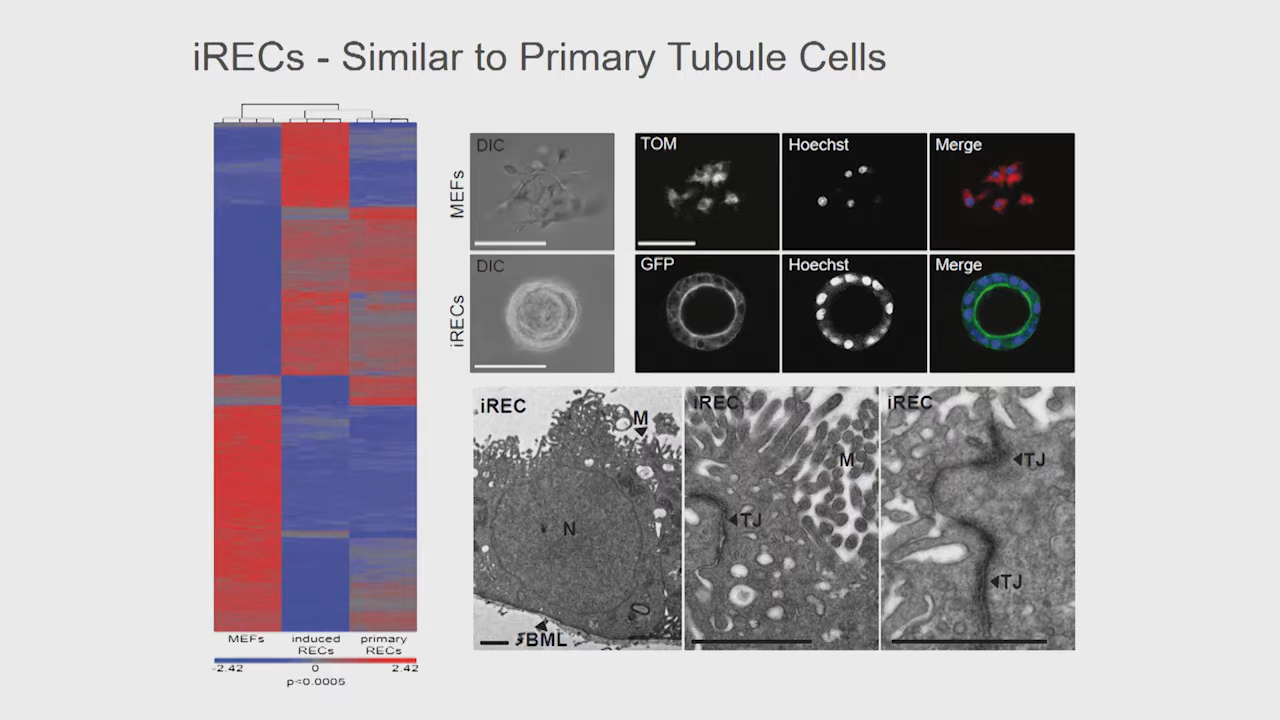 iRECs - Similar to Primary Tubule Cells
MEFs
DIC
TOM
Hoechst
Merge
iRECs
DIC
GFP
Hoechst
Merge
iREC
M
N
BML
iREC
M
TJ
iREC
TJ
TJ
MEFs
induced
RECs
primary
RECs
-2.42
0
2.42
p<0.0005